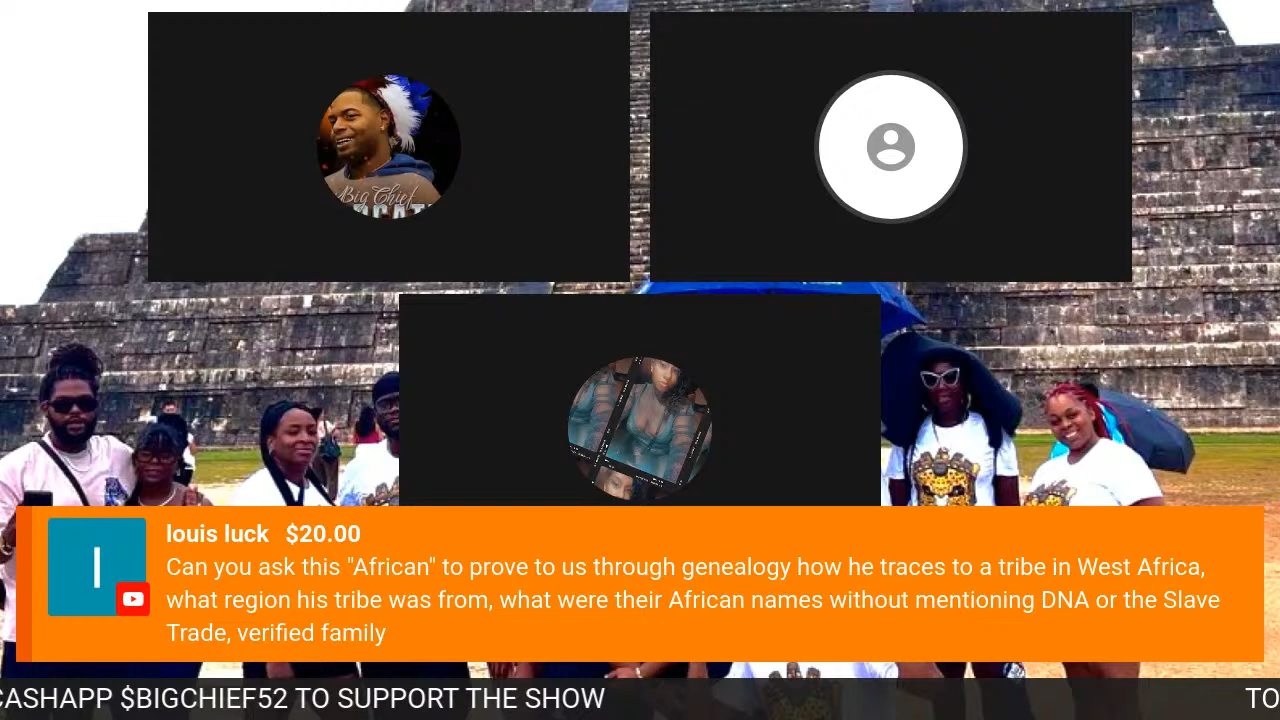 Big Chief
louis luck $20.00
Can you ask this "African" to prove to us through genealogy how he traces to a tribe in West Africa,
what region his tribe was from, what were their African names without mentioning DNA or the Slave
Trade, verified family
CASHAPP $BIGCHIEF52 TO SUPPORT THE SHOW
TO